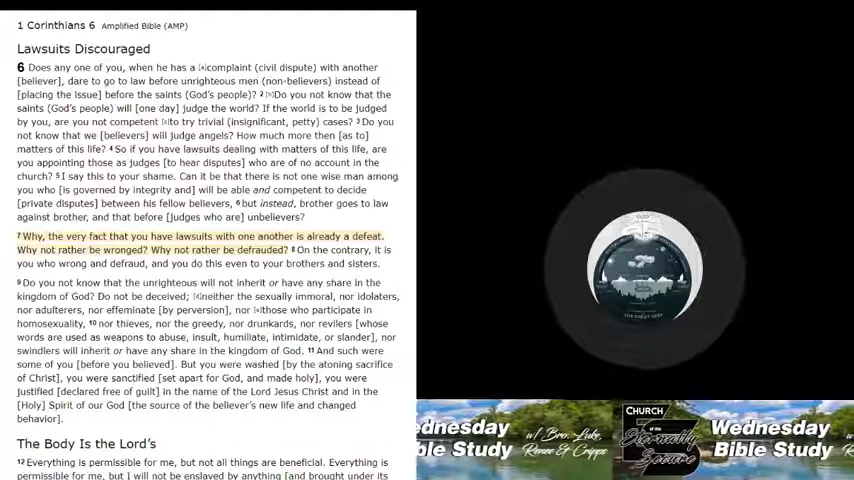 1 Corinthians 6 Amplified Bible (AMP)
Lawsuits Discouraged
6 Does any one of you, when he has a complaint (civil dispute) with another
[believer], dare to go to law before unrighteous men (non-believers) instead of
[placing the issue] before the saints (God's people)? 2 Do you not know that the
saints (God's people) will [one day] judge the world? If the world is to be judged
by you, are you not competent to try trivial (insignificant, petty) cases? 3 Do you
not know that we [believers] will judge angels? How much more then [as to]
matters of this life? 4 So if you have lawsuits dealing with matters of this life, are
you appointing those as judges [to hear disputes] who are of no account in the
church? 5 I say this to your shame. Can it be that there is not one wise man among
you who [is governed by integrity and] will be able and competent to decide
[private disputes] between his fellow believers, 6 but instead, brother goes to law
against brother, and that before [judges who are] unbelievers?
7 Why, the very fact that you have lawsuits with one another is already a defeat.
Why not rather be wronged? Why not rather be defrauded? 8 On the contrary, it is
you who wrong and defraud, and you do this even to your brothers and sisters.
9 Do you not know that the unrighteous will not inherit or have any share in the
kingdom of God? Do not be deceived; neither the sexually immoral, nor idolaters,
nor adulterers, nor effeminate [by perversion], nor those who participate in
homosexuality, 10 nor thieves, nor the greedy, nor drunkards, nor revilers [whose
words are used as weapons to abuse, insult, humiliate, intimidate, or slander], nor
swindlers will inherit or have any share in the kingdom of God. 11 And such were
some of you [before you believed]. But you were washed [by the atoning sacrifice
of Christ], you were sanctified [set apart for God, and made holy], you were
justified [declared free of guilt] in the name of the Lord Jesus Christ and in the
[Holy] Spirit of our God [the source of the believer's new life and changed
behavior].
The Body Is the Lord's
12 Everything is permissible for me, but not all things are beneficial. Everything is
permissible for me, but I will not be enslaved by anything [and brought under its
GOD
THE GREAT DEEP
ednesday
ble Study
w/ Bro. Luke,
Renee & Cripps
CHURCH
of the
Eternally
Secure
Wednesday
Bible Study